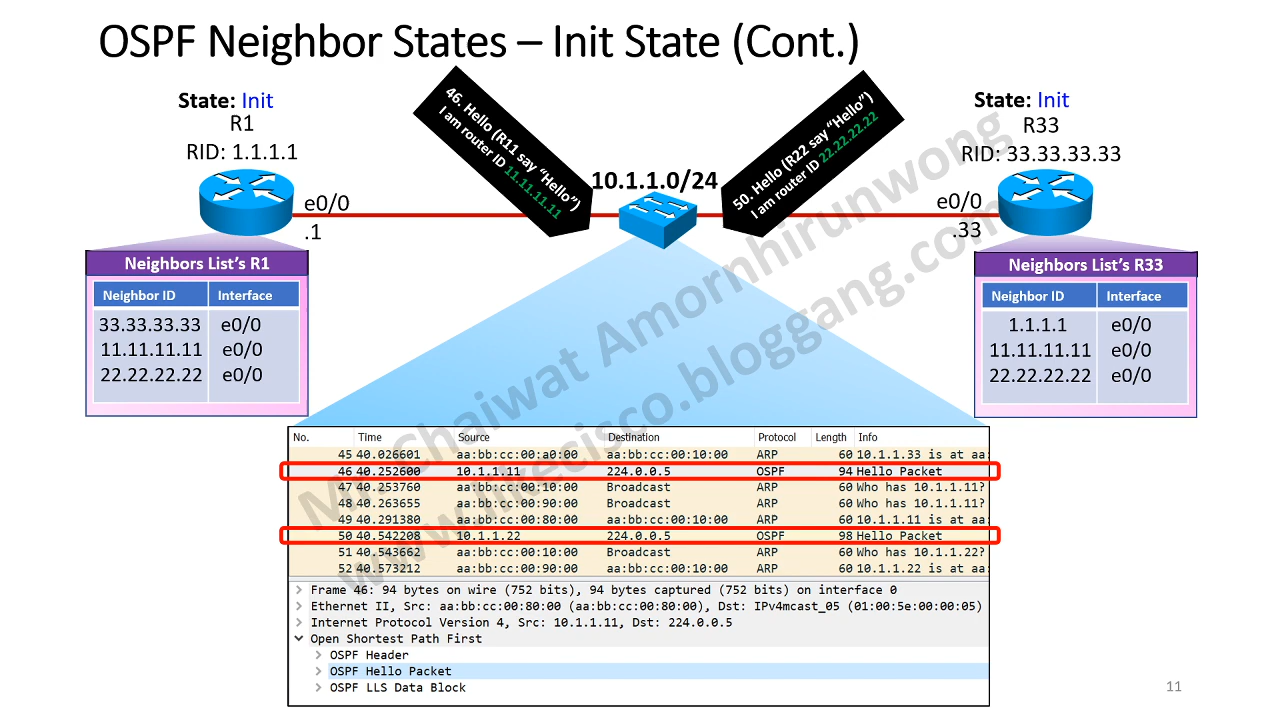 OSPF Neighbor States – Init State (Cont.)
State: Init
R1
RID: 1.1.1.1
e0/0
.1
46. Hello (R11 say “Hello”)
I am router ID 11.11.11.11
10.1.1.0/24
50. Hello (R22 say “Hello”)
I am router ID 22.22.22.22
State: Init
R33
RID: 33.33.33.33
e0/0
.33
Neighbors List’s R1
Neighbor ID Interface
33.33.33.33 e0/0
11.11.11.11 e0/0
22.22.22.22 e0/0
Neighbors List’s R33
Neighbor ID Interface
1.1.1.1 e0/0
11.11.11.11 e0/0
22.22.22.22 e0/0
Mr. Chaiwat Amornhirunwong
www.likecisco.bloggang.com
No. Time Source Destination Protocol Length Info
45 40.026601 aa:bb:cc:00:a0:00 aa:bb:cc:00:10:00 ARP 60 10.1.1.33 is at aa:
46 40.252600 10.1.1.11 224.0.0.5 OSPF 94 Hello Packet
47 40.253760 aa:bb:cc:00:10:00 Broadcast ARP 60 Who has 10.1.1.11?
48 40.263655 aa:bb:cc:00:90:00 Broadcast ARP 60 Who has 10.1.1.11?
49 40.291380 aa:bb:cc:00:80:00 aa:bb:cc:00:10:00 ARP 60 10.1.1.11 is at aa:
50 40.542208 10.1.1.22 224.0.0.5 OSPF 98 Hello Packet
51 40.543662 aa:bb:cc:00:10:00 Broadcast ARP 60 Who has 10.1.1.22?
52 40.573212 aa:bb:cc:00:90:00 aa:bb:cc:00:10:00 ARP 60 10.1.1.22 is at aa:
Frame 46: 94 bytes on wire (752 bits), 94 bytes captured (752 bits) on interface 0
Ethernet II, Src: aa:bb:cc:00:80:00 (aa:bb:cc:00:80:00), Dst: IPv4mcast_05 (01:00:5e:00:00:05)
Internet Protocol Version 4, Src: 10.1.1.11, Dst: 224.0.0.5
Open Shortest Path First
OSPF Header
OSPF Hello Packet
OSPF LLS Data Block
11